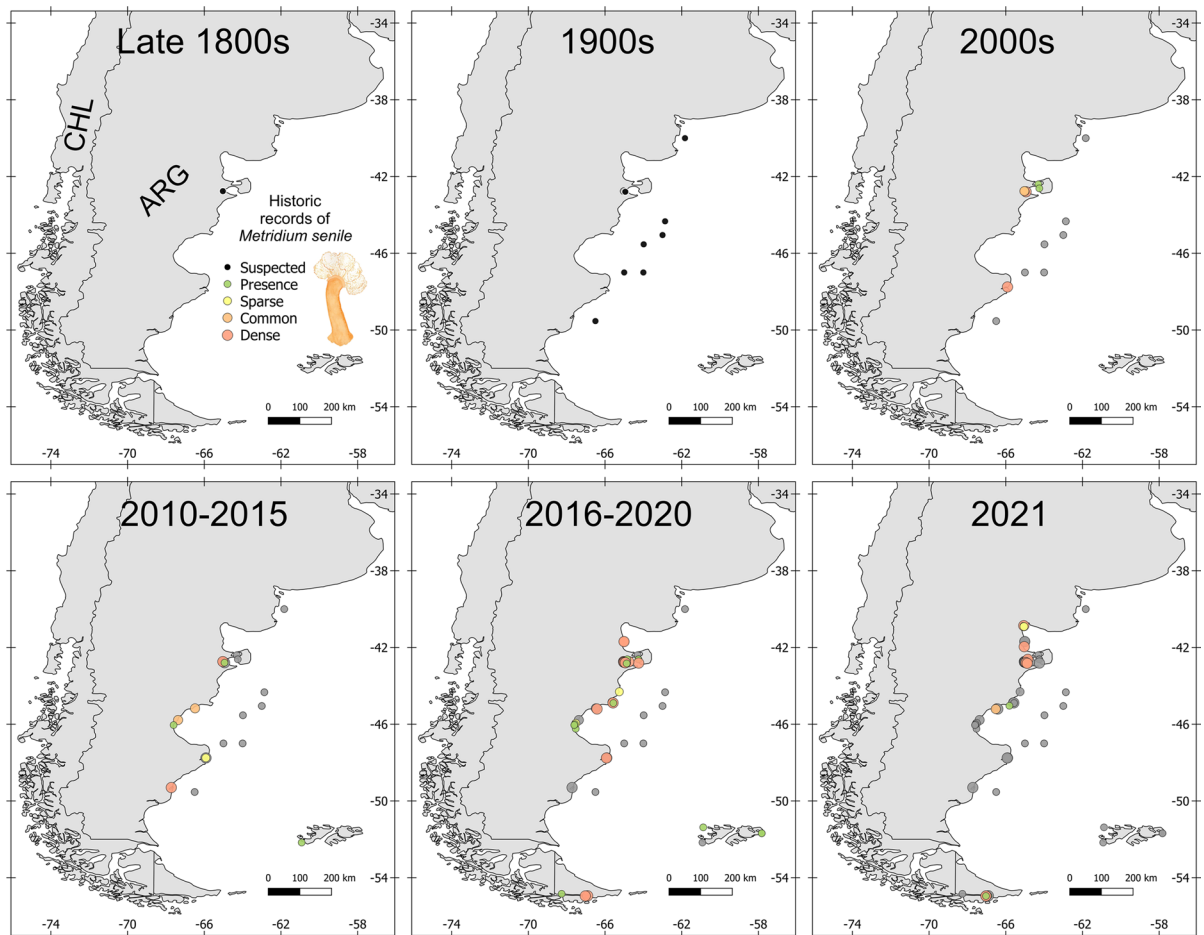 Late 1800s
1900s
2000s
-34
-34
-34
-38
-38
-38
CHL
ARG
-42
-42
-42
Historic
records of
Metridium senile
-46
-46
-46
Suspected
Presence
Sparse
Common
Dense
-50
-50
-50
-54
-54
-54
0 100 200 km
0 100 200 km
0 100 200 km
-74 -70 -66 -62 -58
-74 -70 -66 -62 -58
-74 -70 -66 -62 -58
2010-2015
2016-2020
2021
-34
-34
-34
-38
-38
-38
-42
-42
-42
-46
-46
-46
-50
-50
-50
-54
-54
-54
0 100 200 km
0 100 200 km
0 100 200 km
-74 -70 -66 -62 -58
-74 -70 -66 -62 -58
-74 -70 -66 -62 -58